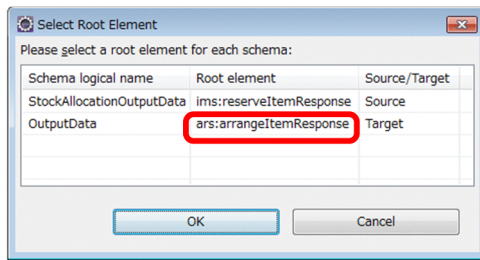 Select Root Element
Please select a root element for each schema:
Schema logical name Root element Source/Target
StockAllocationOutputData ims:reserveItemResponse Source
OutputData ars:arrangeItemResponse Target
OK Cancel